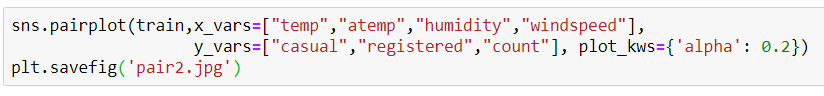 sns.pairplot(train,x_vars=["temp","atemp","humidity","windspeed"],
y_vars=["casual","registered","count"], plot_kws={'alpha': 0.2})
plt.savefig('pair2.jpg')